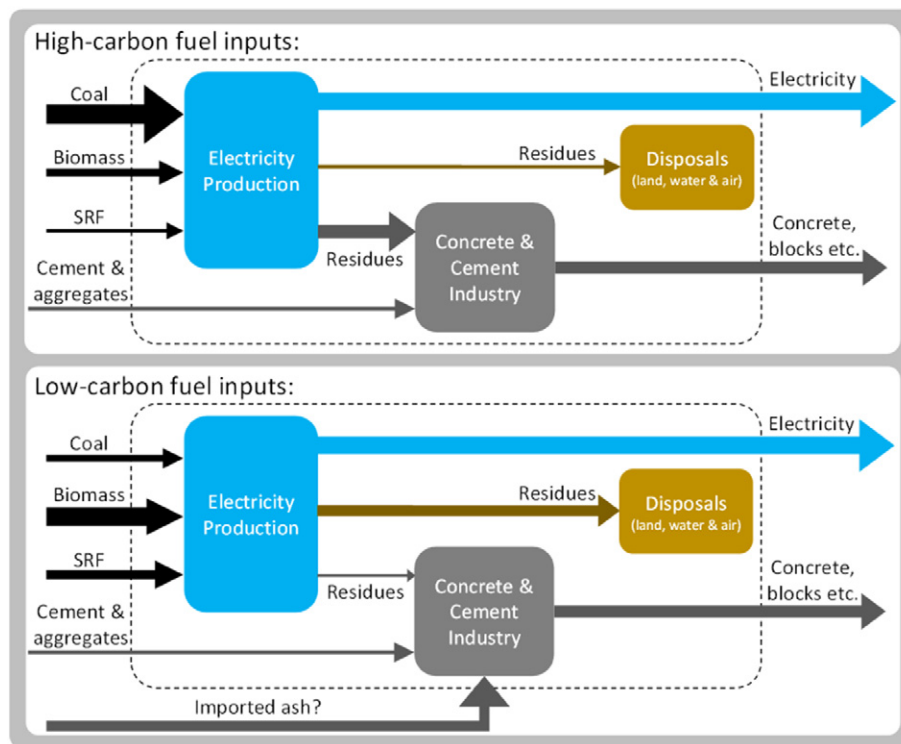 High-carbon fuel inputs:
Coal
Electricity
Biomass
Electricity
Production
Residues
Disposals
(land, water & air)
SRF
Residues
Concrete &
Cement
Industry
Concrete,
blocks etc.
Cement &
aggregates
Low-carbon fuel inputs:
Coal
Electricity
Biomass
Electricity
Production
Residues
Disposals
(land, water & air)
SRF
Residues
Concrete &
Cement
Industry
Concrete,
blocks etc.
Cement &
aggregates
Imported ash?